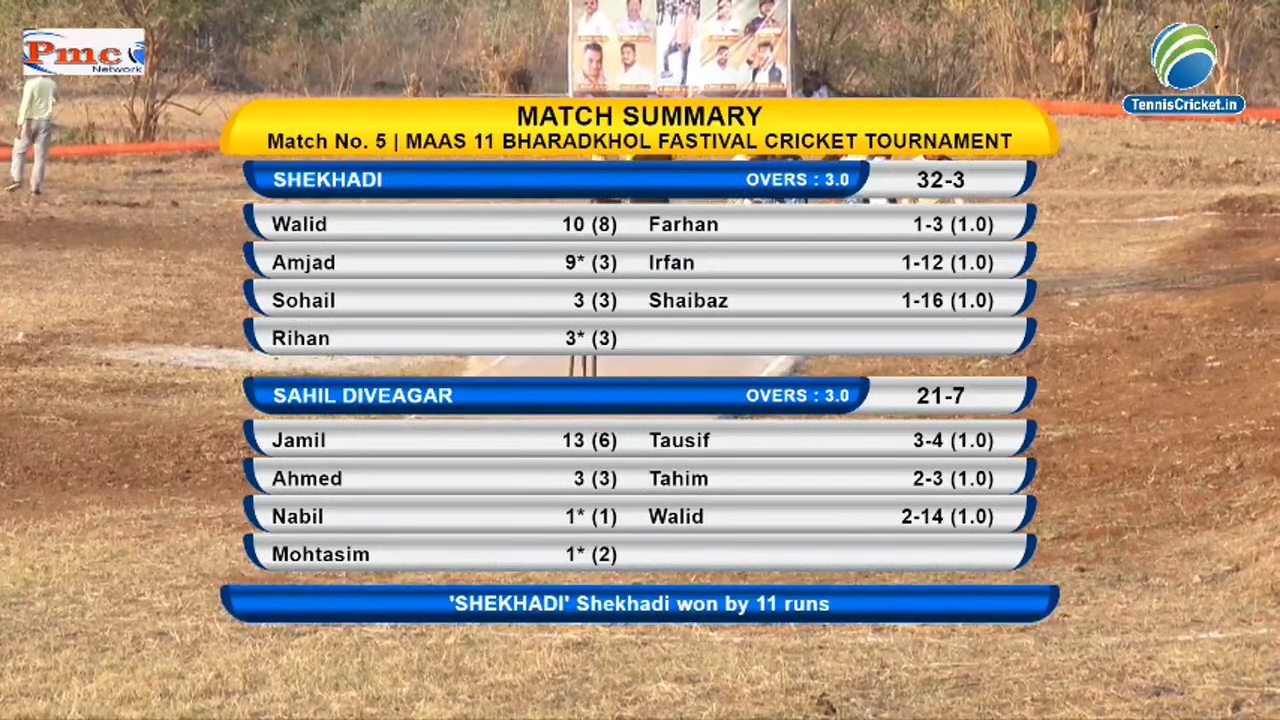 Pmc
Network
TennisCricket.in
MATCH SUMMARY
Match No. 5 | MAAS 11 BHARADKHOL FASTIVAL CRICKET TOURNAMENT
SHEKHADI OVERS : 3.0 32-3
Walid 10 (8) Farhan 1-3 (1.0)
Amjad 9* (3) Irfan 1-12 (1.0)
Sohail 3 (3) Shaibaz 1-16 (1.0)
Rihan 3* (3)
SAHIL DIVEAGAR OVERS : 3.0 21-7
Jamil 13 (6) Tausif 3-4 (1.0)
Ahmed 3 (3) Tahim 2-3 (1.0)
Nabil 1* (1) Walid 2-14 (1.0)
Mohtasim 1* (2)
'SHEKHADI' Shekhadi won by 11 runs